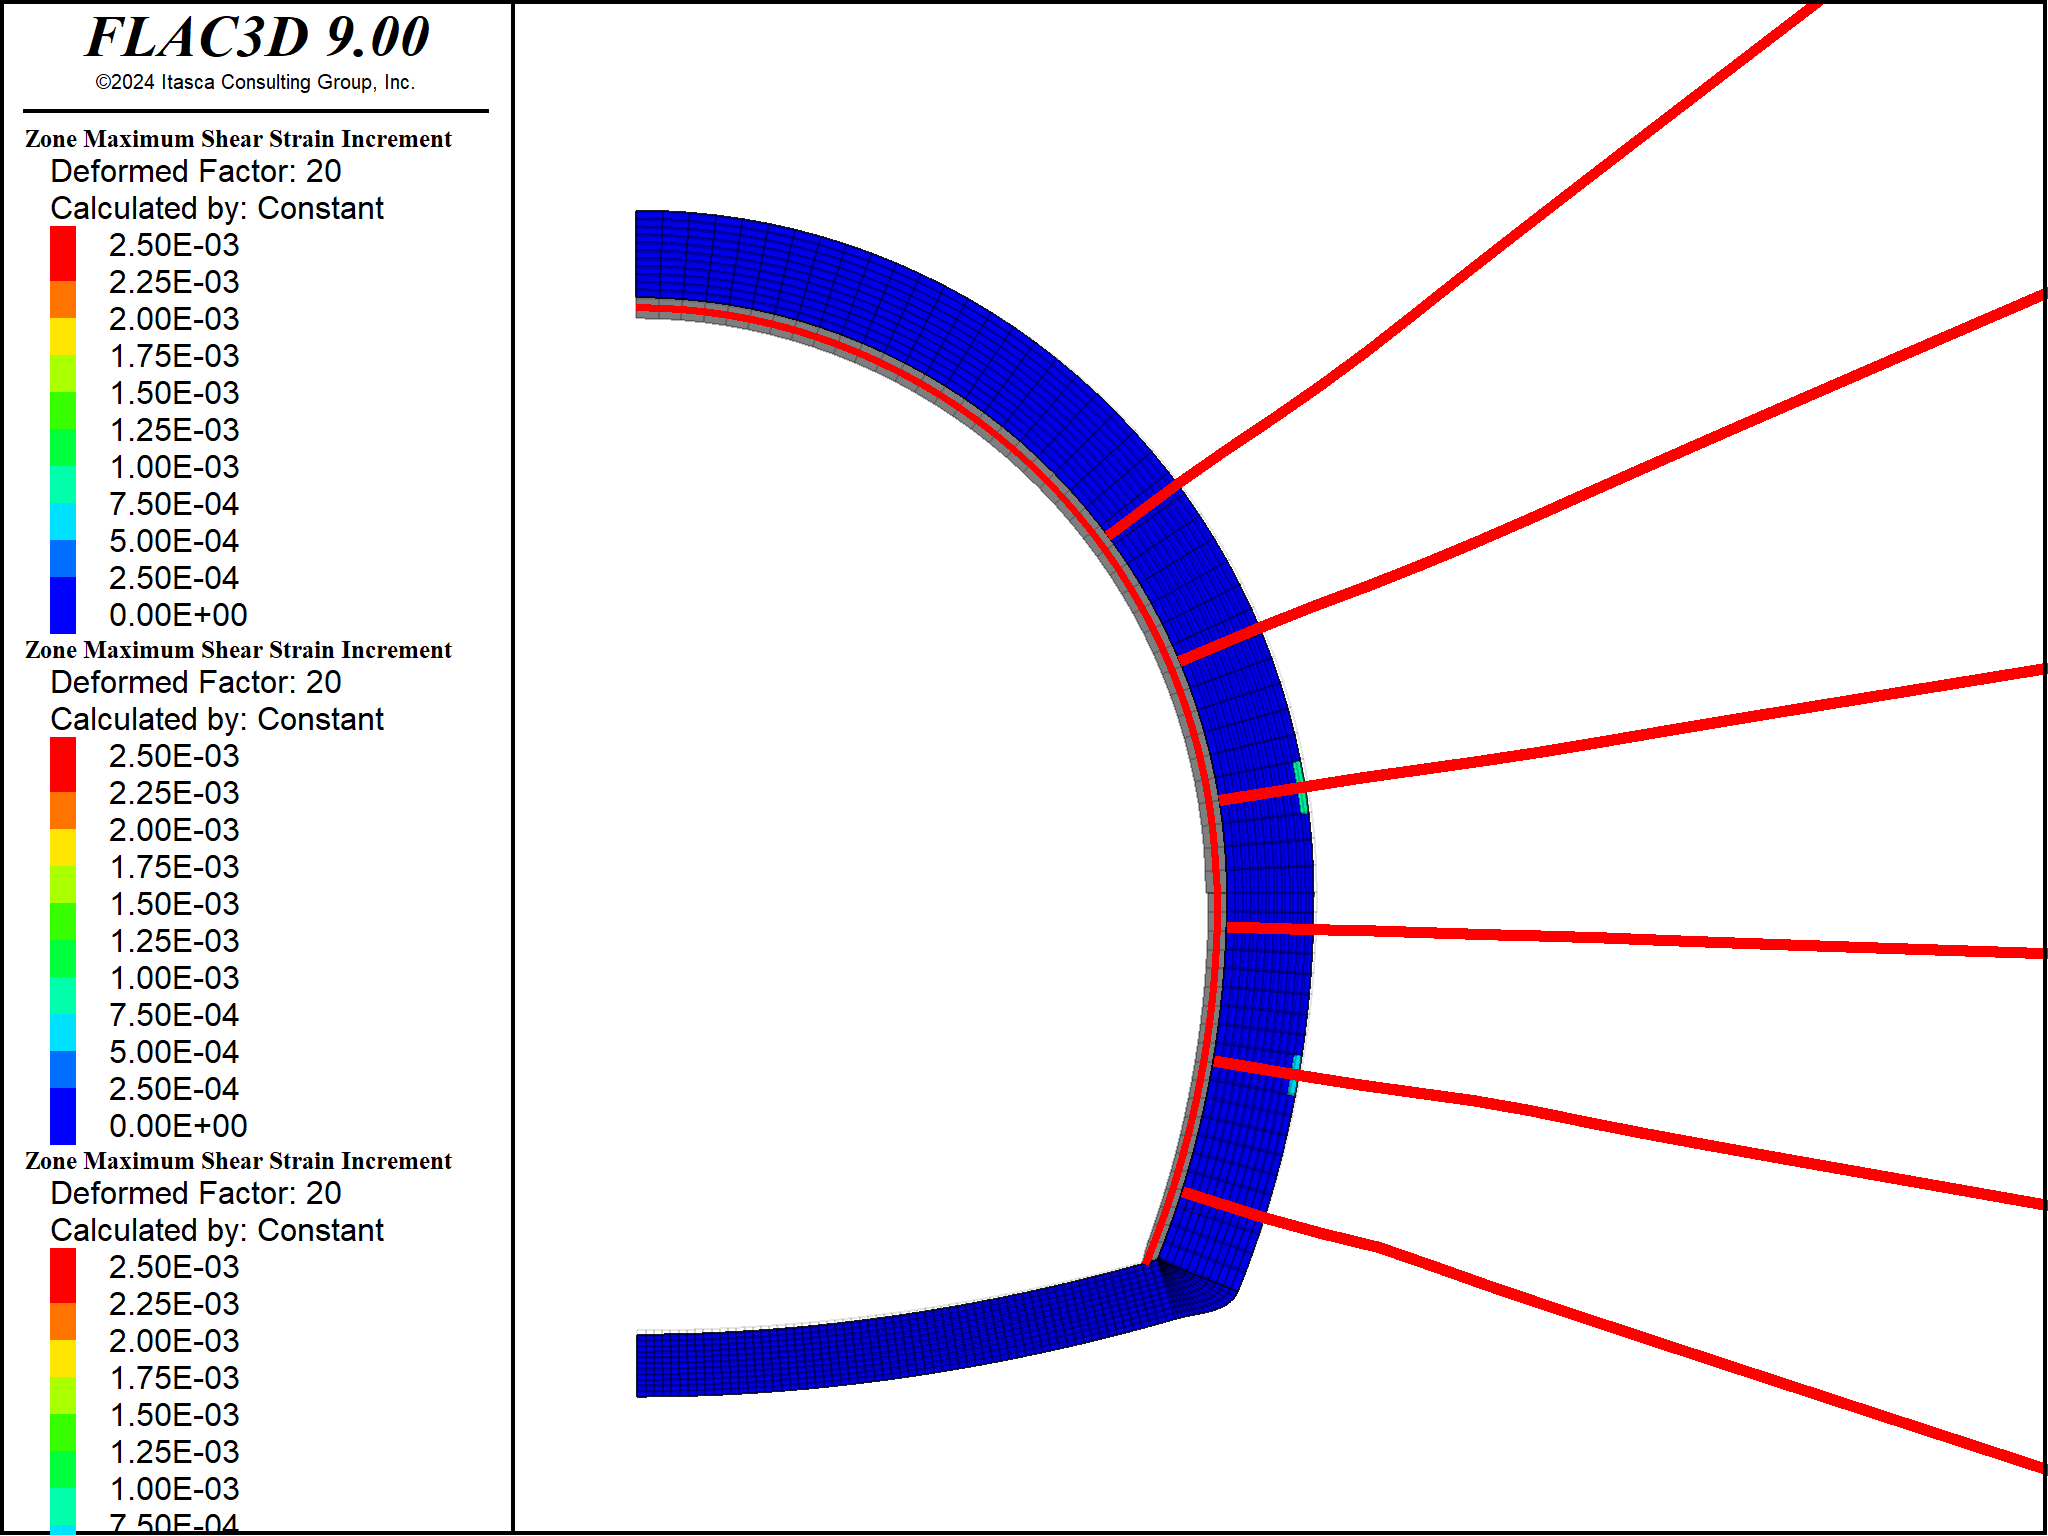 FLAC3D 9.00
©2024 Itasca Consulting Group, Inc.
Zone Maximum Shear Strain Increment
Deformed Factor: 20
Calculated by: Constant
2.50E-03
2.25E-03
2.00E-03
1.75E-03
1.50E-03
1.25E-03
1.00E-03
7.50E-04
5.00E-04
2.50E-04
0.00E+00
Zone Maximum Shear Strain Increment
Deformed Factor: 20
Calculated by: Constant
2.50E-03
2.25E-03
2.00E-03
1.75E-03
1.50E-03
1.25E-03
1.00E-03
7.50E-04
5.00E-04
2.50E-04
0.00E+00
Zone Maximum Shear Strain Increment
Deformed Factor: 20
Calculated by: Constant
2.50E-03
2.25E-03
2.00E-03
1.75E-03
1.50E-03
1.25E-03
1.00E-03
7.50E-04